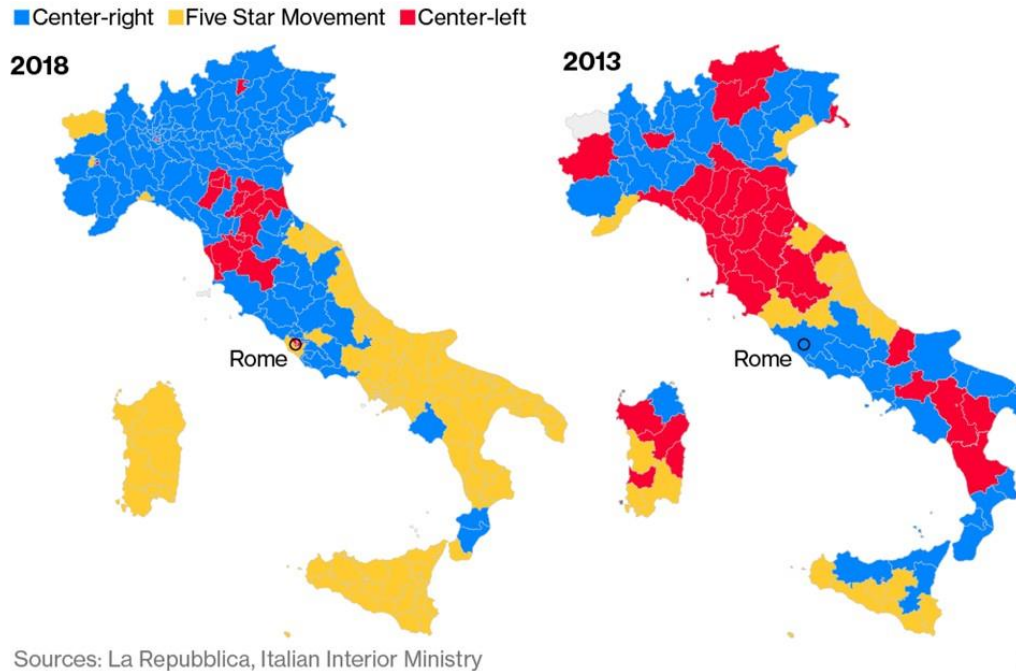 Center-right Five Star Movement Center-left
2018
2013
Rome
Rome
Sources: La Repubblica, Italian Interior Ministry